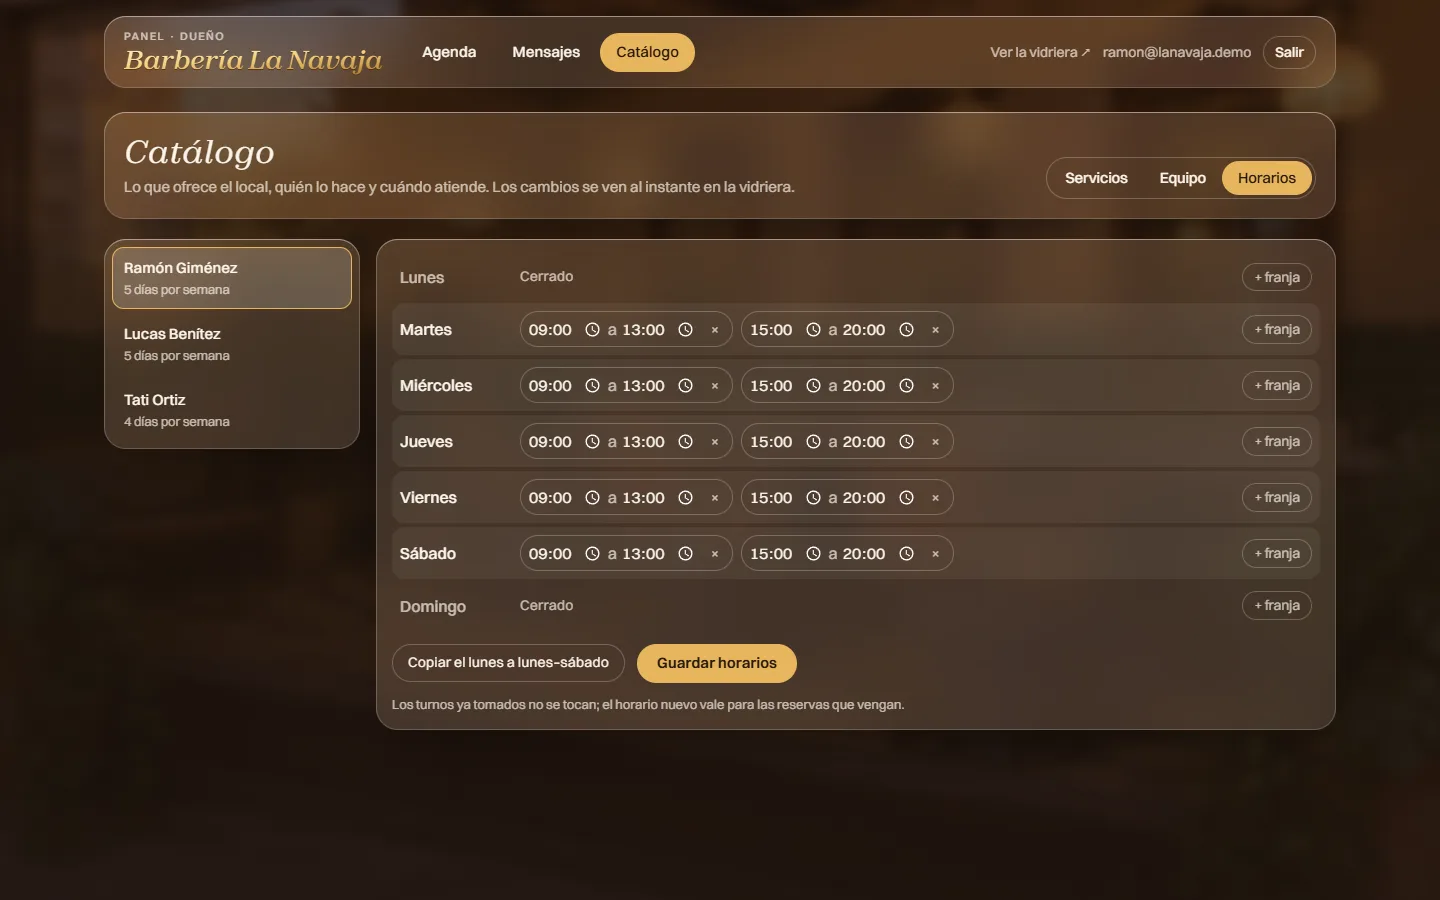 PANEL · DUEÑO
Barbería La Navaja
Agenda Mensajes Catálogo Ver la vidriera ↗ ramon@lanavaja.demo Salir
Catálogo
Lo que ofrece el local, quién lo hace y cuándo atiende. Los cambios se ven al instante en la vidriera.
Servicios Equipo Horarios
Ramón Giménez
5 días por semana
Lucas Benítez
5 días por semana
Tati Ortiz
4 días por semana
Lunes Cerrado + franja
Martes 09:00 a 13:00 × 15:00 a 20:00 × + franja
Miércoles 09:00 a 13:00 × 15:00 a 20:00 × + franja
Jueves 09:00 a 13:00 × 15:00 a 20:00 × + franja
Viernes 09:00 a 13:00 × 15:00 a 20:00 × + franja
Sábado 09:00 a 13:00 × 15:00 a 20:00 × + franja
Domingo Cerrado + franja
Copiar el lunes a lunes–sábado Guardar horarios
Los turnos ya tomados no se tocan; el horario nuevo vale para las reservas que vengan.